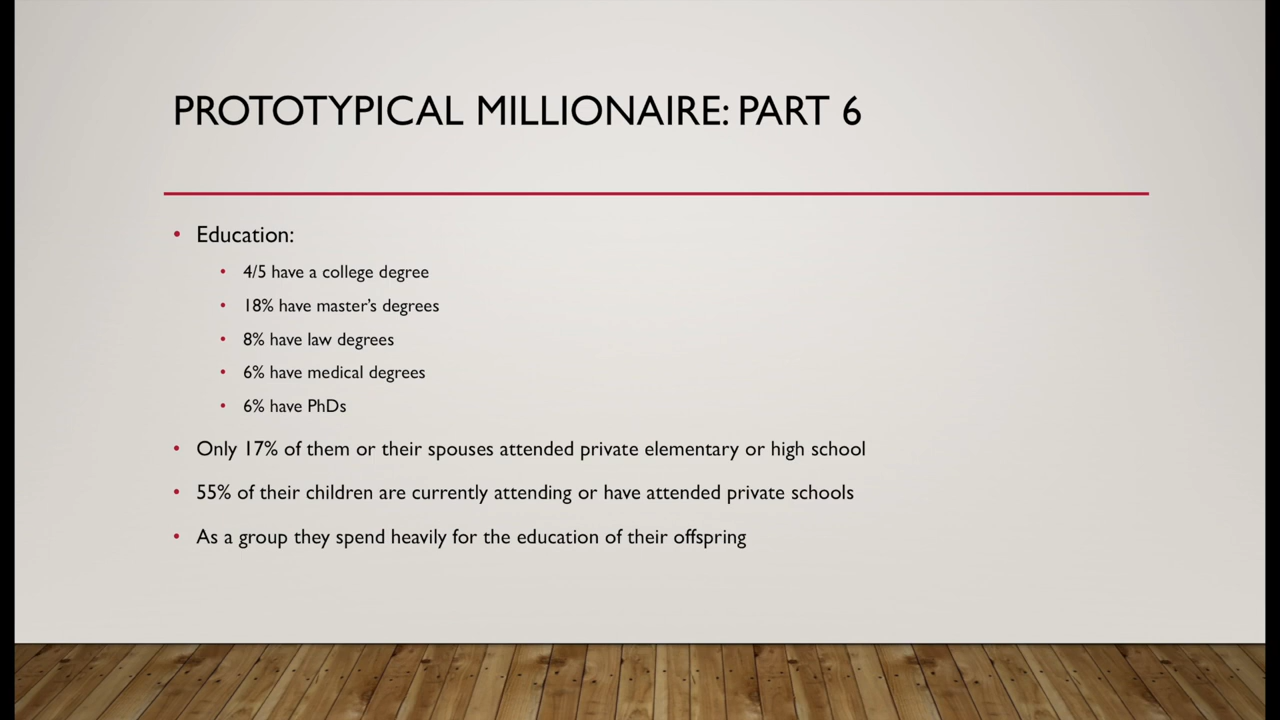 PROTOTYPICAL MILLIONAIRE: PART 6
• Education:
• 4/5 have a college degree
• 18% have master’s degrees
• 8% have law degrees
• 6% have medical degrees
• 6% have PhDs
• Only 17% of them or their spouses attended private elementary or high school
• 55% of their children are currently attending or have attended private schools
• As a group they spend heavily for the education of their offspring